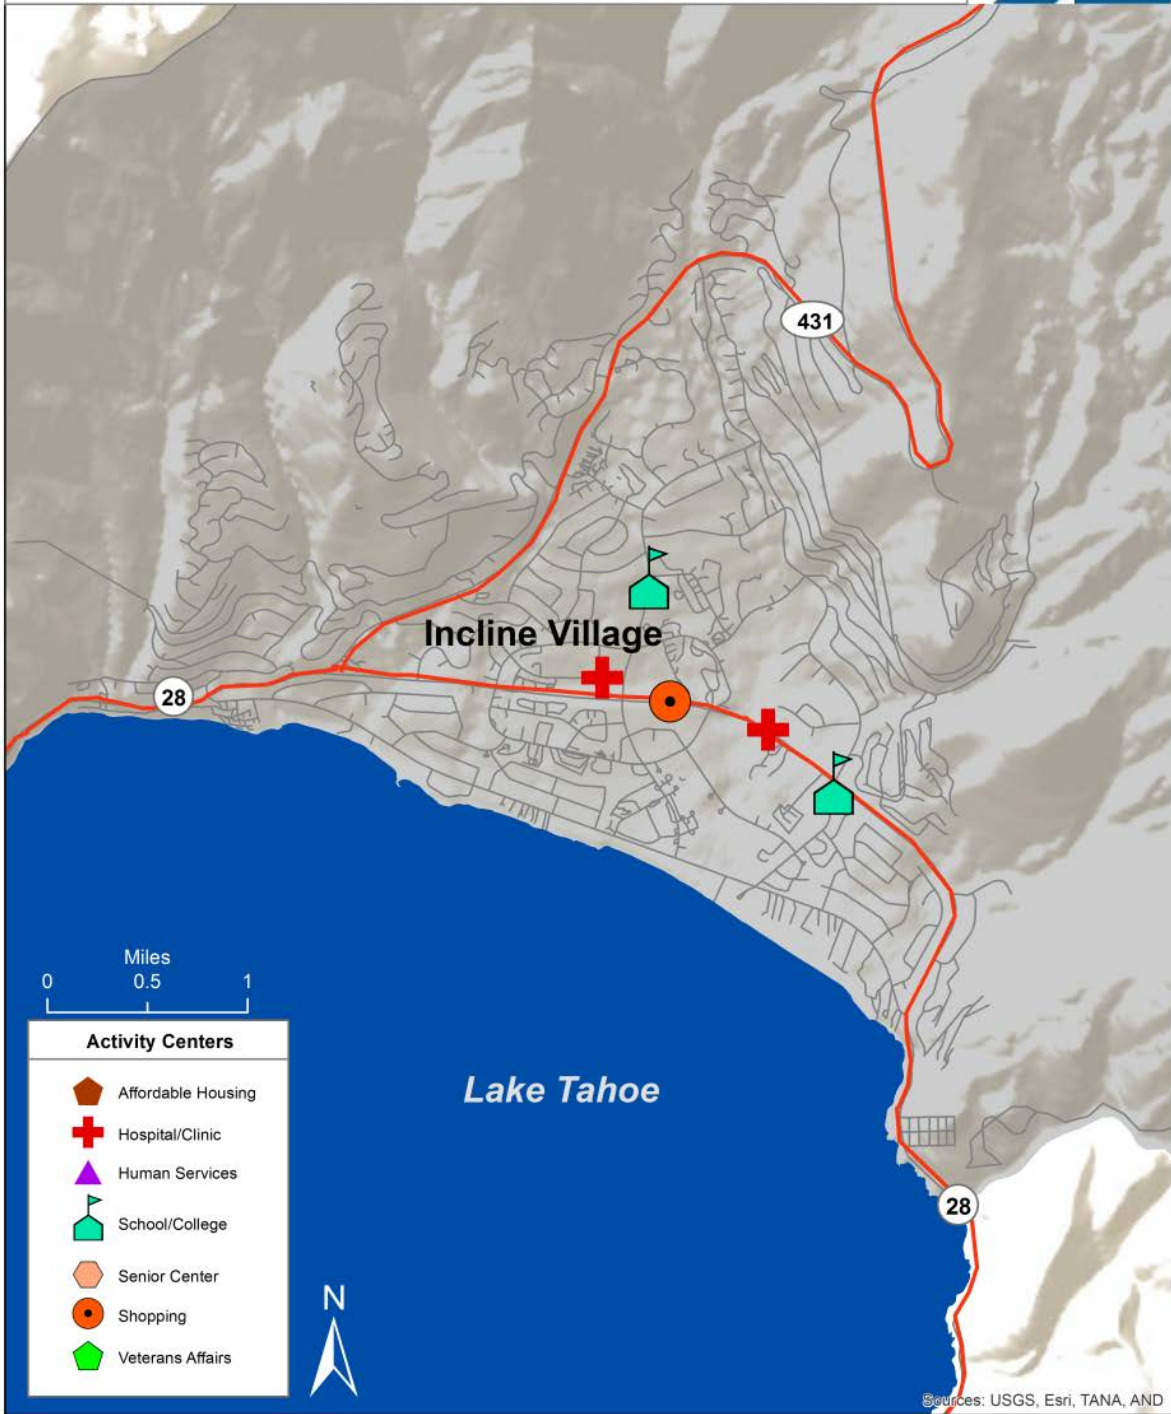 431
Incline Village
28
Miles
0 0.5 1
Activity Centers
Affordable Housing
Hospital/Clinic
Human Services
School/College
Senior Center
Shopping
Veterans Affairs
Lake Tahoe
N
28
Sources: USGS, Esri, TANA, AND